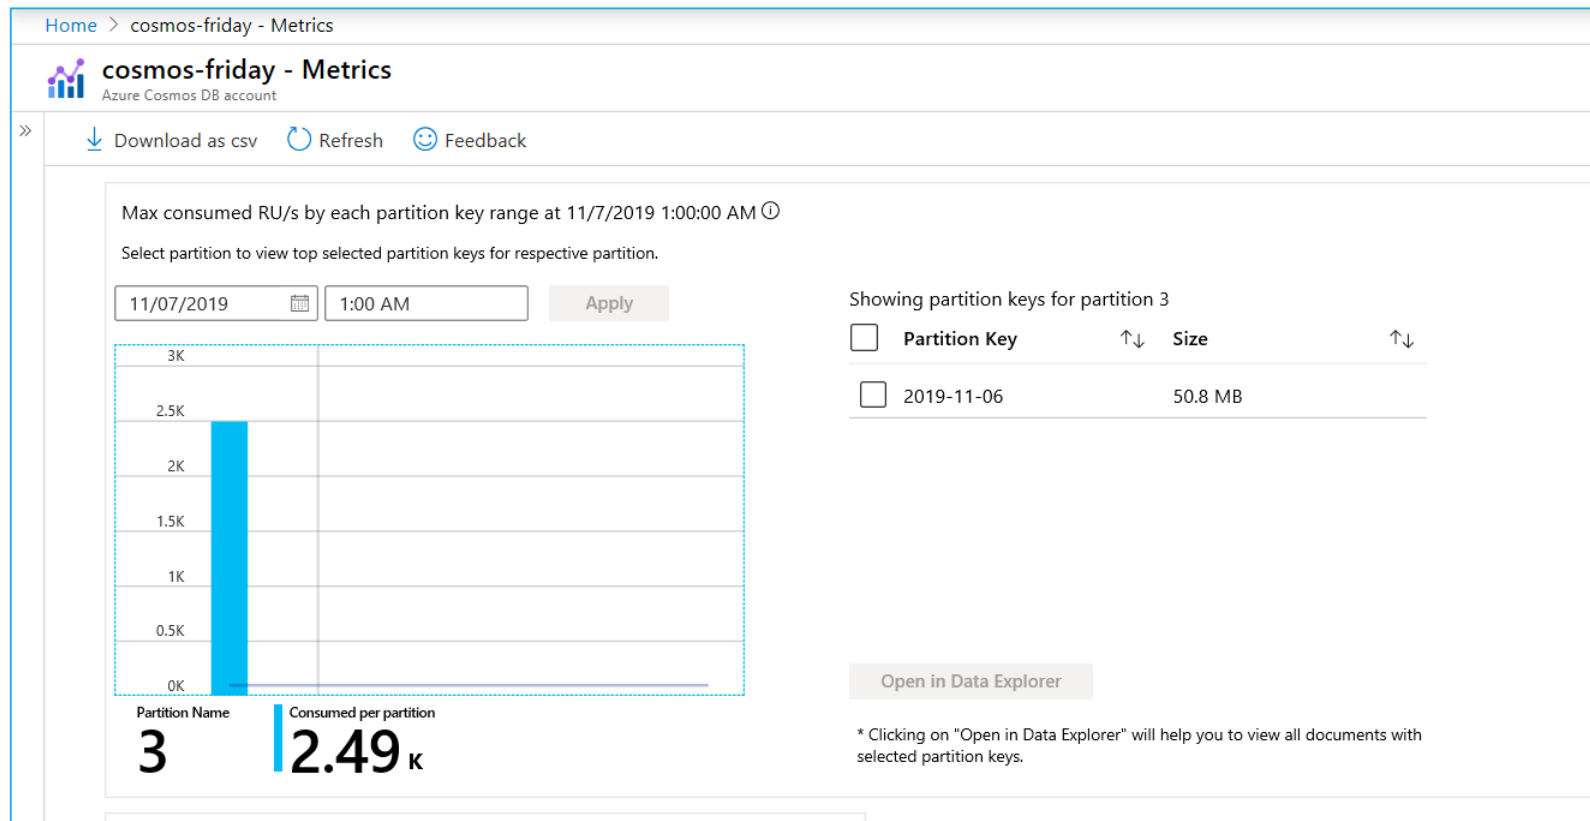 Home > cosmos-friday - Metrics
cosmos-friday - Metrics
Azure Cosmos DB account
Download as csv Refresh Feedback
Max consumed RU/s by each partition key range at 11/7/2019 1:00:00 AM
Select partition to view top selected partition keys for respective partition.
11/07/2019 1:00 AM Apply
3K
2.5K
2K
1.5K
1K
0.5K
0K
Partition Name Consumed per partition
3 2.49 K
Showing partition keys for partition 3
Partition Key Size
2019-11-06 50.8 MB
Open in Data Explorer
* Clicking on "Open in Data Explorer" will help you to view all documents with
selected partition keys.